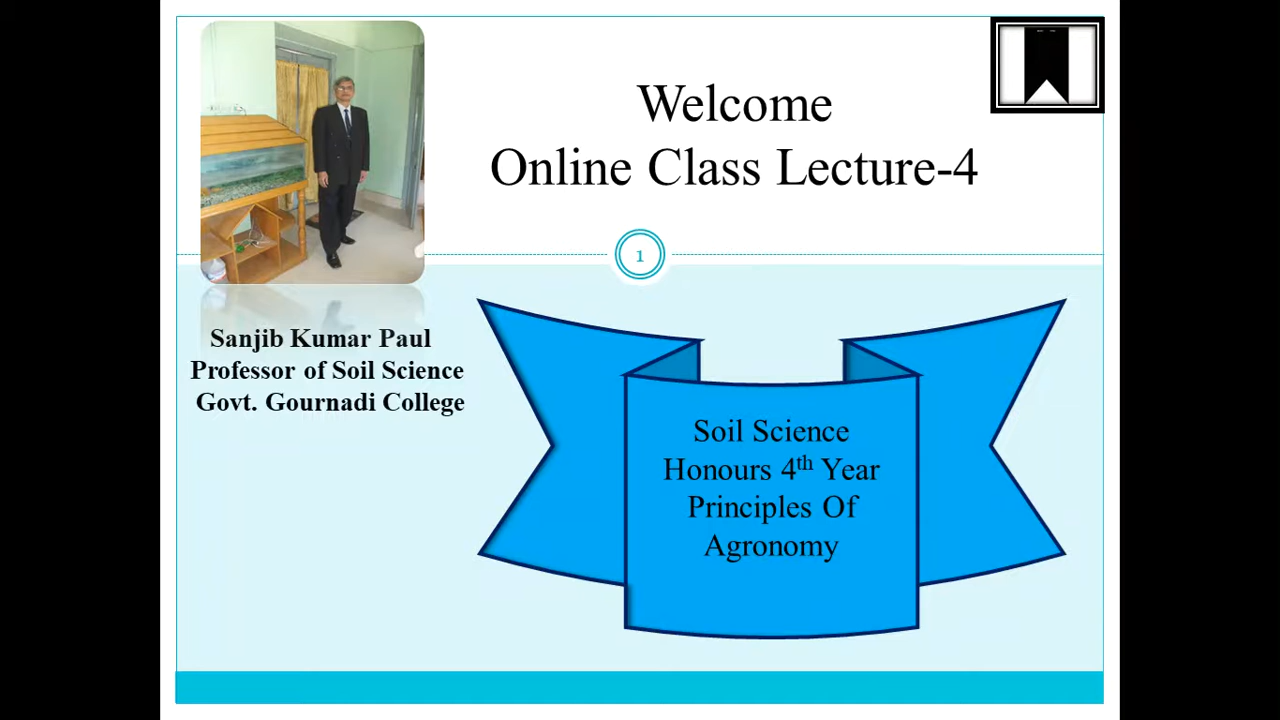 Welcome
Online Class Lecture-4
1
Sanjib Kumar Paul
Professor of Soil Science
Govt. Gournadi College
Soil Science
Honours 4th Year
Principles Of
Agronomy